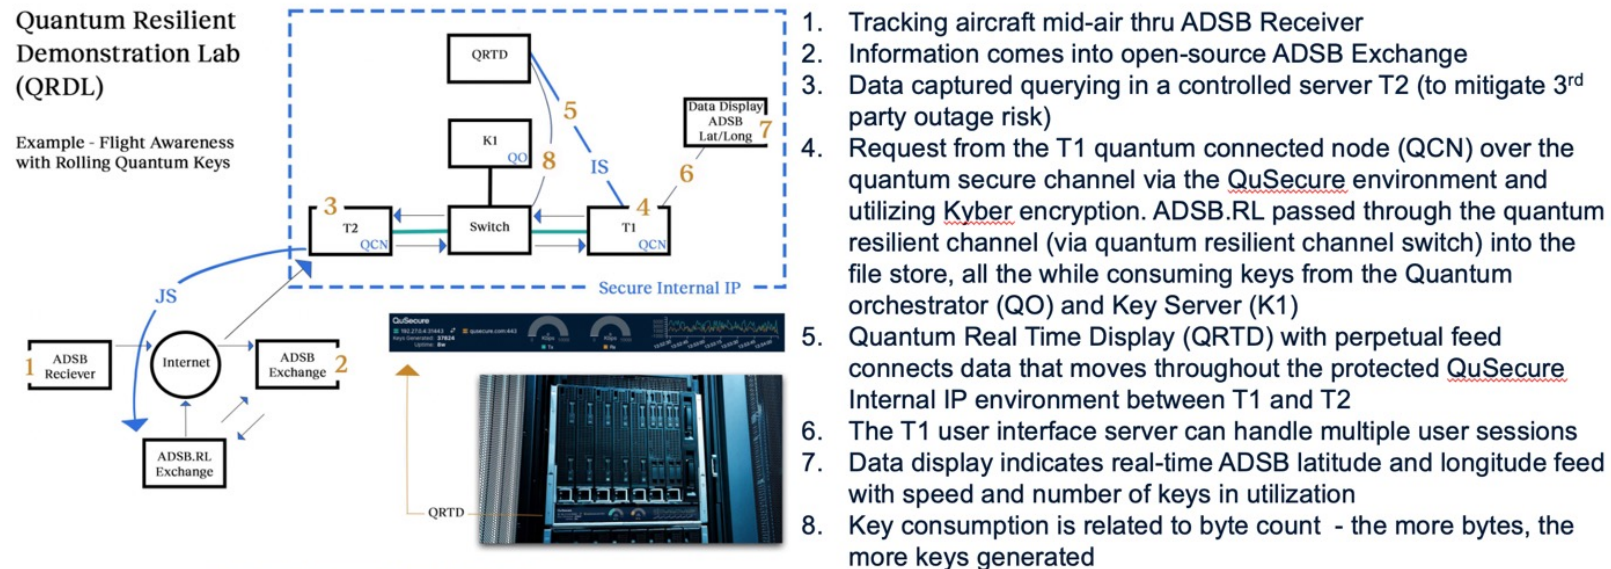 Quantum Resilient
Demonstration Lab
(QRDL)
Example - Flight Awareness
with Rolling Quantum Keys
QRTD
5
Data Display
ADSB
Lat/Long
7
K1
QO
8
IS
6
3
4
T2
QCN
Switch
T1
QCN
Secure Internal IP
JS
1
ADSB
Reciever
Internet
ADSB
Exchange
2
ADSB.RL
Exchange
QuSecure
qusecure.com:443
Keys Generated: 37824
QRTD
1. Tracking aircraft mid-air thru ADSB Receiver
2. Information comes into open-source ADSB Exchange
3. Data captured querying in a controlled server T2 (to mitigate 3rd
party outage risk)
4. Request from the T1 quantum connected node (QCN) over the
quantum secure channel via the QuSecure environment and
utilizing Kyber encryption. ADSB.RL passed through the quantum
resilient channel (via quantum resilient channel switch) into the
file store, all the while consuming keys from the Quantum
orchestrator (QO) and Key Server (K1)
5. Quantum Real Time Display (QRTD) with perpetual feed
connects data that moves throughout the protected QuSecure
Internal IP environment between T1 and T2
6. The T1 user interface server can handle multiple user sessions
7. Data display indicates real-time ADSB latitude and longitude feed
with speed and number of keys in utilization
8. Key consumption is related to byte count - the more bytes, the
more keys generated